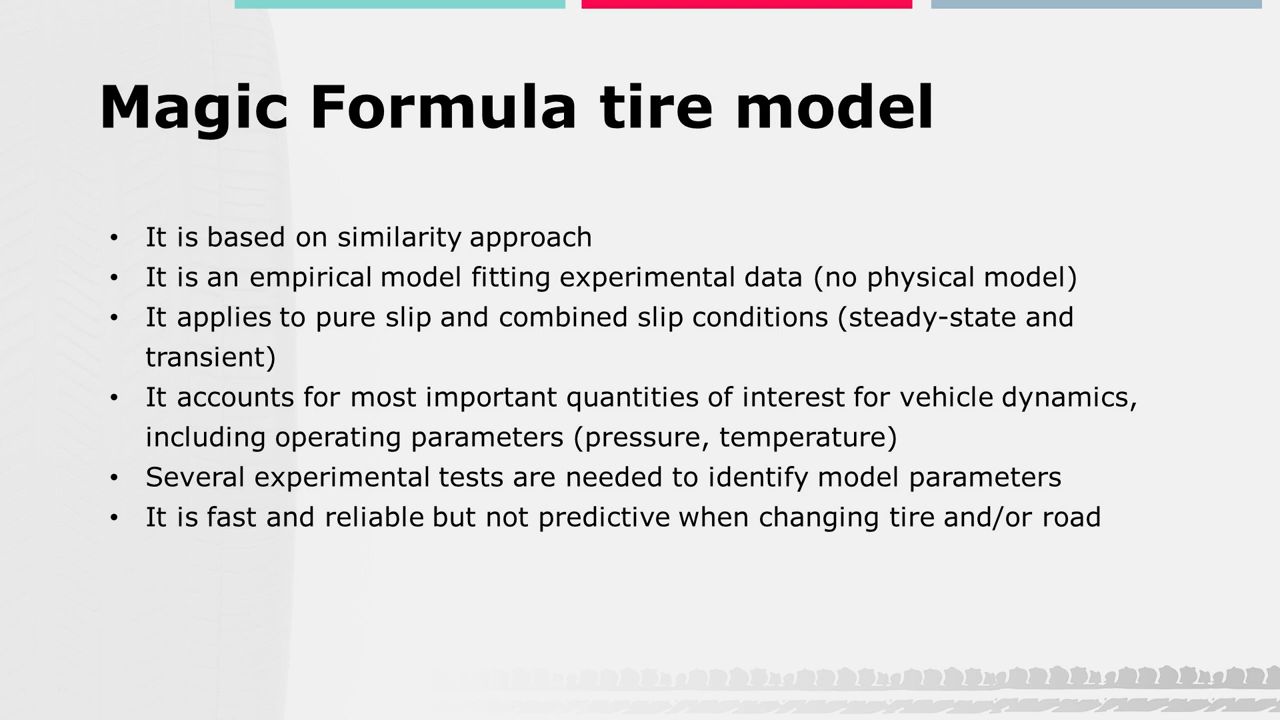 Magic Formula tire model
• It is based on similarity approach
• It is an empirical model fitting experimental data (no physical model)
• It applies to pure slip and combined slip conditions (steady-state and
transient)
• It accounts for most important quantities of interest for vehicle dynamics,
including operating parameters (pressure, temperature)
• Several experimental tests are needed to identify model parameters
• It is fast and reliable but not predictive when changing tire and/or road